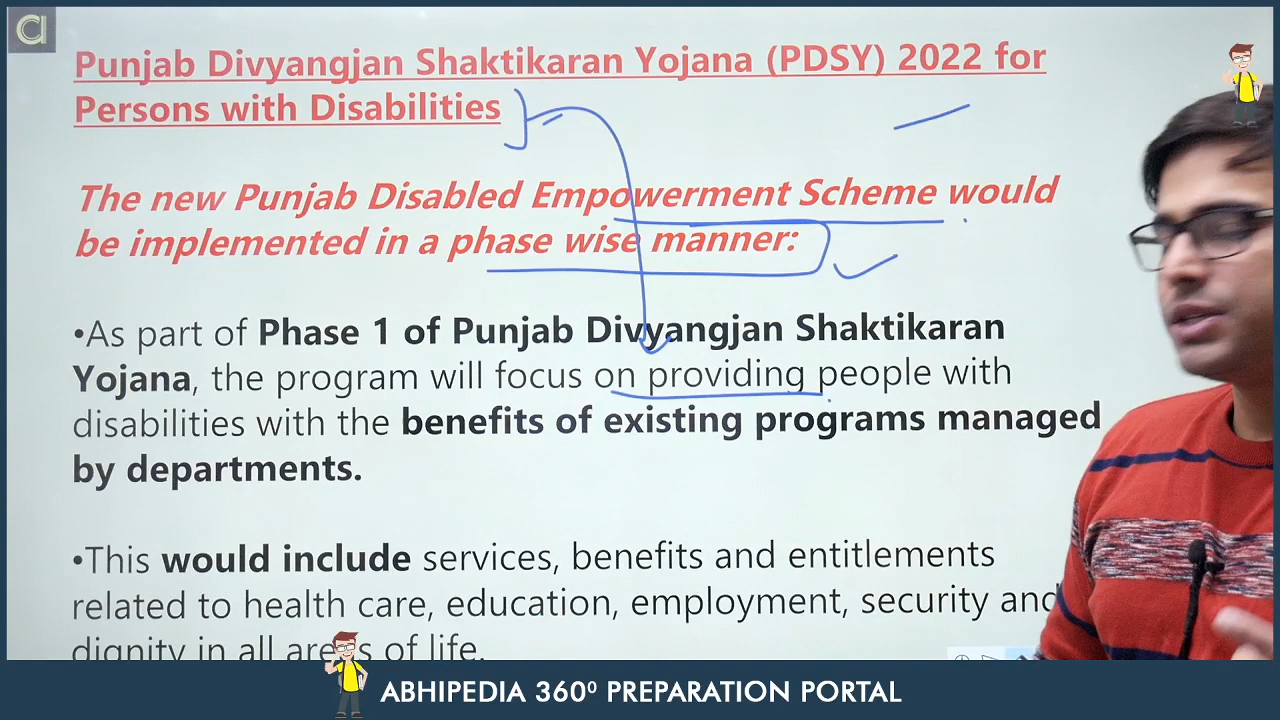 Punjab Divyangjan Shaktikaran Yojana (PDSY) 2022 for
Persons with Disabilities
The new Punjab Disabled Empowerment Scheme would
be implemented in a phase wise manner:
•As part of Phase 1 of Punjab Divyangjan Shaktikaran
Yojana, the program will focus on providing people with
disabilities with the benefits of existing programs managed
by departments.
•This would include services, benefits and entitlements
related to health care, education, employment, security and
dignity in all areas of life.
ABHIPEDIA 360⁰ PREPARATION PORTAL